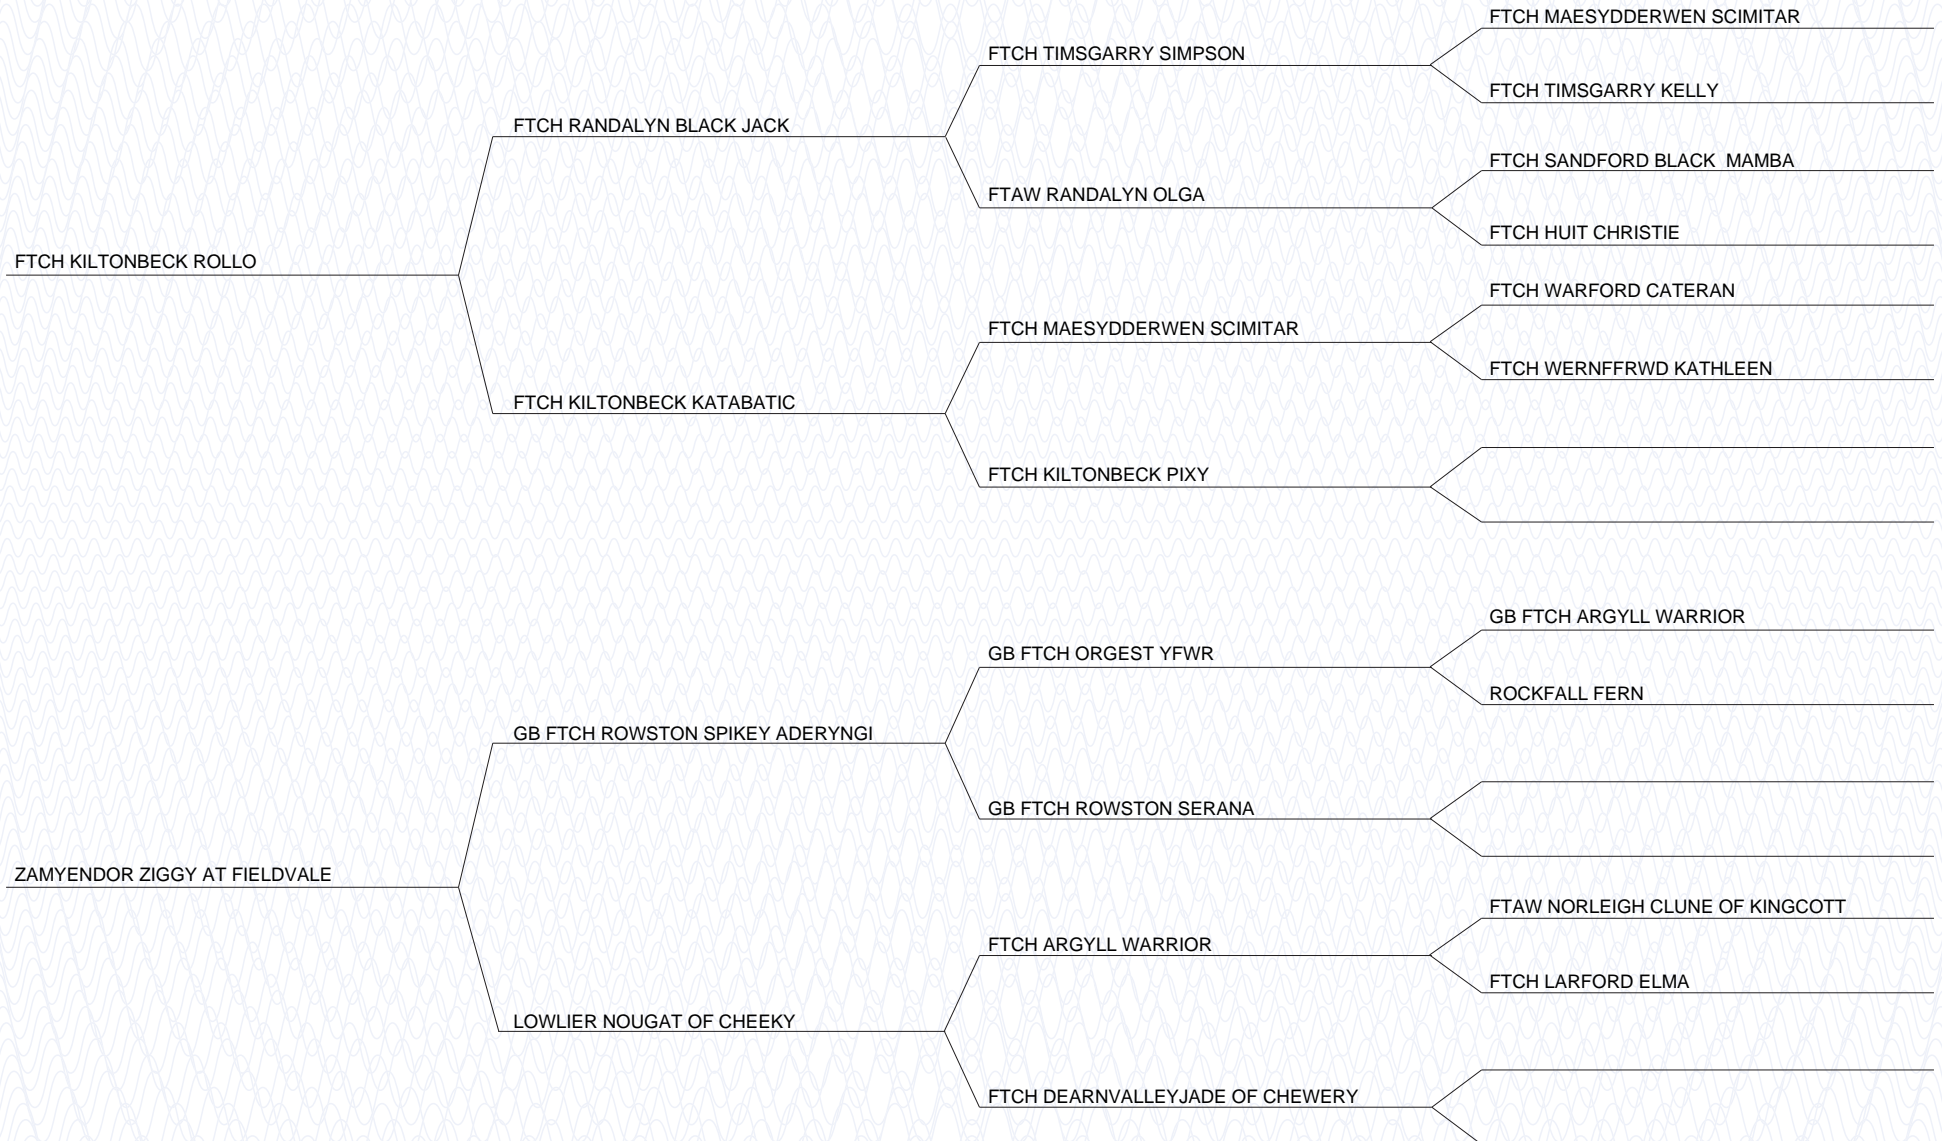 FTCH MAESYDDERWEN SCIMITAR
FTCH TIMSGARRY SIMPSON
FTCH TIMSGARRY KELLY
FTCH RANDALYN BLACK JACK
FTCH SANDFORD BLACK  MAMBA
FTAW RANDALYN OLGA
FTCH HUIT CHRISTIE
FTCH KILTONBECK ROLLO
FTCH WARFORD CATERAN
FTCH MAESYDDERWEN SCIMITAR
FTCH WERNFFRWD KATHLEEN
FTCH KILTONBECK KATABATIC
FTCH KILTONBECK PIXY
GB FTCH ARGYLL WARRIOR
GB FTCH ORGEST YFWR
ROCKFALL FERN
GB FTCH ROWSTON SPIKEY ADERYNGI
GB FTCH ROWSTON SERANA
ZAMYENDOR ZIGGY AT FIELDVALE
FTAW NORLEIGH CLUNE OF KINGCOTT
FTCH ARGYLL WARRIOR
FTCH LARFORD ELMA
LOWLIER NOUGAT OF CHEEKY
FTCH DEARNVALLEYJADE OF CHEWERY